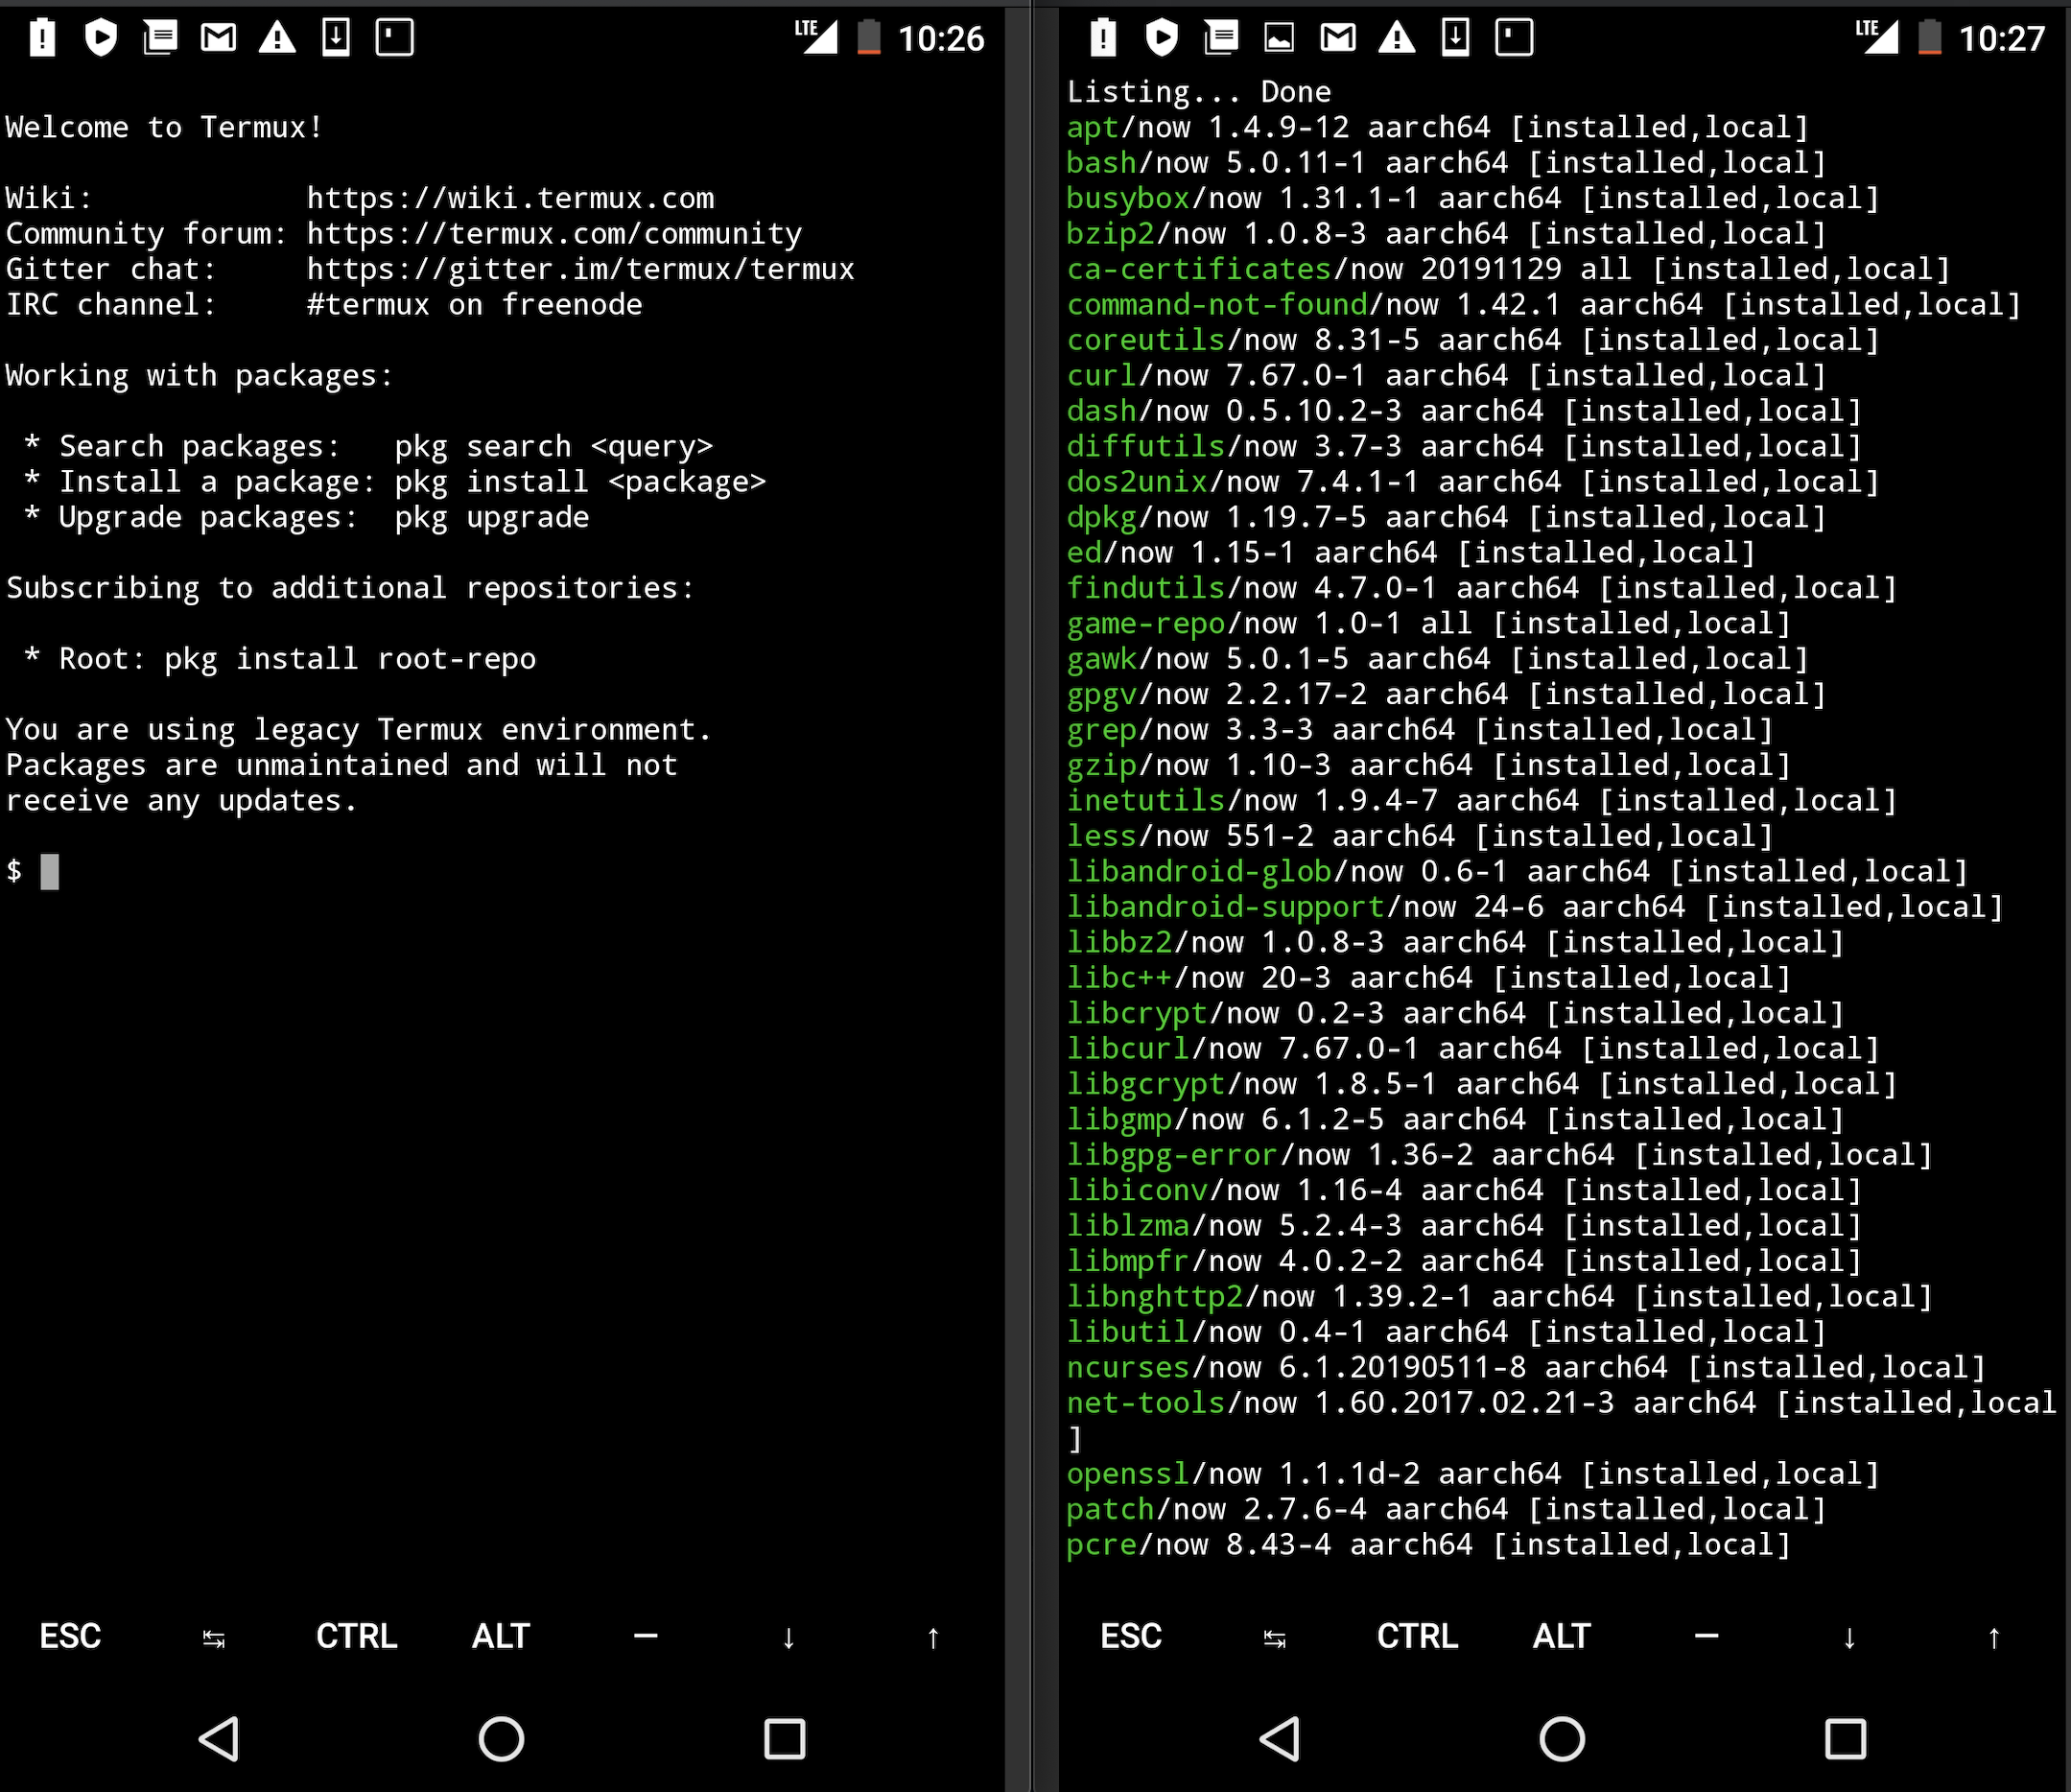 LTE 10:26
Welcome to Termux!
Wiki: https://wiki.termux.com
Community forum: https://termux.com/community
Gitter chat: https://gitter.im/termux/termux
IRC channel: #termux on freenode
Working with packages:
* Search packages: pkg search <query>
* Install a package: pkg install <package>
* Upgrade packages: pkg upgrade
Subscribing to additional repositories:
* Root: pkg install root-repo
You are using legacy Termux environment.
Packages are unmaintained and will not
receive any updates.
$
ESC ↹ CTRL ALT — ↓ ↑
LTE 10:27
Listing... Done
apt/now 1.4.9-12 aarch64 [installed,local]
bash/now 5.0.11-1 aarch64 [installed,local]
busybox/now 1.31.1-1 aarch64 [installed,local]
bzip2/now 1.0.8-3 aarch64 [installed,local]
ca-certificates/now 20191129 all [installed,local]
command-not-found/now 1.42.1 aarch64 [installed,local]
coreutils/now 8.31-5 aarch64 [installed,local]
curl/now 7.67.0-1 aarch64 [installed,local]
dash/now 0.5.10.2-3 aarch64 [installed,local]
diffutils/now 3.7-3 aarch64 [installed,local]
dos2unix/now 7.4.1-1 aarch64 [installed,local]
dpkg/now 1.19.7-5 aarch64 [installed,local]
ed/now 1.15-1 aarch64 [installed,local]
findutils/now 4.7.0-1 aarch64 [installed,local]
game-repo/now 1.0-1 all [installed,local]
gawk/now 5.0.1-5 aarch64 [installed,local]
gpgv/now 2.2.17-2 aarch64 [installed,local]
grep/now 3.3-3 aarch64 [installed,local]
gzip/now 1.10-3 aarch64 [installed,local]
inetutils/now 1.9.4-7 aarch64 [installed,local]
less/now 551-2 aarch64 [installed,local]
libandroid-glob/now 0.6-1 aarch64 [installed,local]
libandroid-support/now 24-6 aarch64 [installed,local]
libbz2/now 1.0.8-3 aarch64 [installed,local]
libc++/now 20-3 aarch64 [installed,local]
libcrypt/now 0.2-3 aarch64 [installed,local]
libcurl/now 7.67.0-1 aarch64 [installed,local]
libgcrypt/now 1.8.5-1 aarch64 [installed,local]
libgmp/now 6.1.2-5 aarch64 [installed,local]
libgpg-error/now 1.36-2 aarch64 [installed,local]
libiconv/now 1.16-4 aarch64 [installed,local]
liblzma/now 5.2.4-3 aarch64 [installed,local]
libmpfr/now 4.0.2-2 aarch64 [installed,local]
libnghttp2/now 1.39.2-1 aarch64 [installed,local]
libutil/now 0.4-1 aarch64 [installed,local]
ncurses/now 6.1.20190511-8 aarch64 [installed,local]
net-tools/now 1.60.2017.02.21-3 aarch64 [installed,local
]
openssl/now 1.1.1d-2 aarch64 [installed,local]
patch/now 2.7.6-4 aarch64 [installed,local]
pcre/now 8.43-4 aarch64 [installed,local]
ESC ↹ CTRL ALT — ↓ ↑